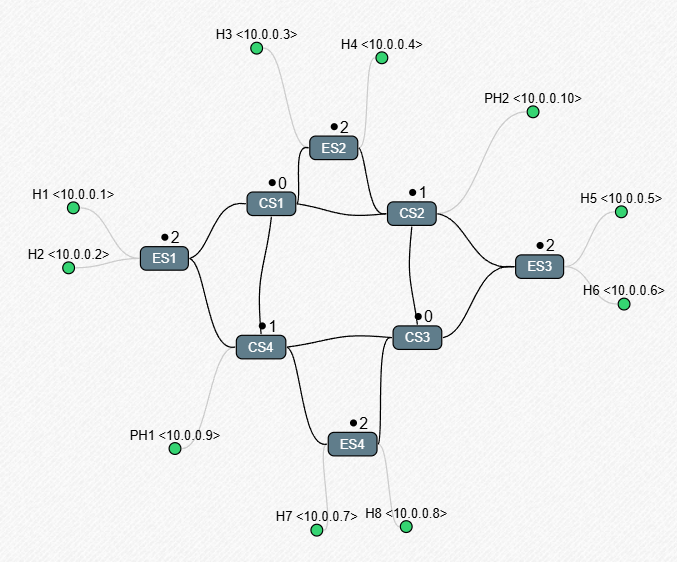 H3 <10.0.0.3>
H4 <10.0.0.4>
PH2 <10.0.0.10>
2
ES2
0
CS1
1
CS2
H1 <10.0.0.1>
H5 <10.0.0.5>
2
ES1
H2 <10.0.0.2>
2
ES3
H6 <10.0.0.6>
1
CS4
0
CS3
PH1 <10.0.0.9>
2
ES4
H7 <10.0.0.7>
H8 <10.0.0.8>